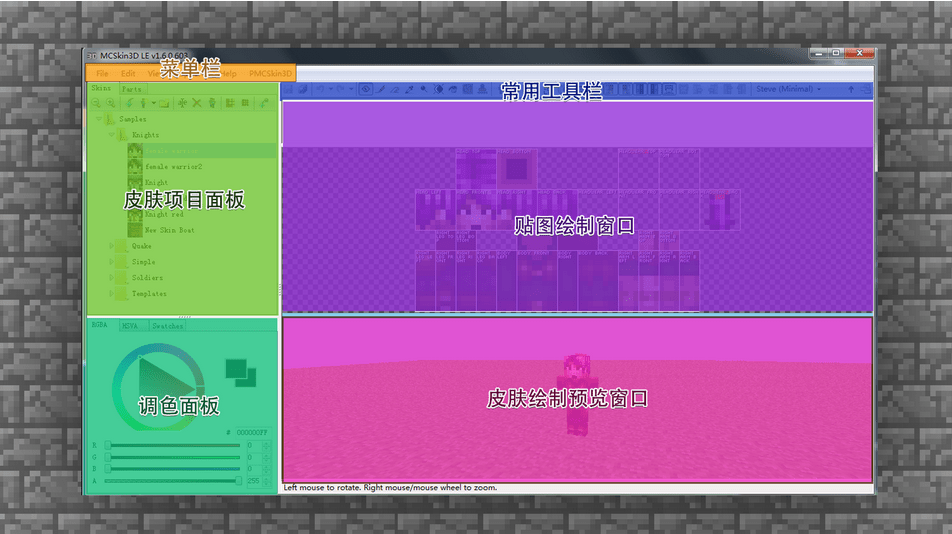 MCSkin3D LE v1.6.0.603
File Edit Help PMCSkin3D
菜单栏
Skins Parts
常用工具栏
Steve (Minimal)
Samples
Knights
female warrior2
Knight
皮肤项目面板
Knight red
New Skin Boat
贴图绘制窗口
Quake
Simple
Soldiers
Templates
RGBA HSVA Swatches
调色面板
皮肤绘制预览窗口
# 000000FF
R 0
G 0
B 0
A 255
Left mouse to rotate. Right mouse/mouse wheel to zoom.